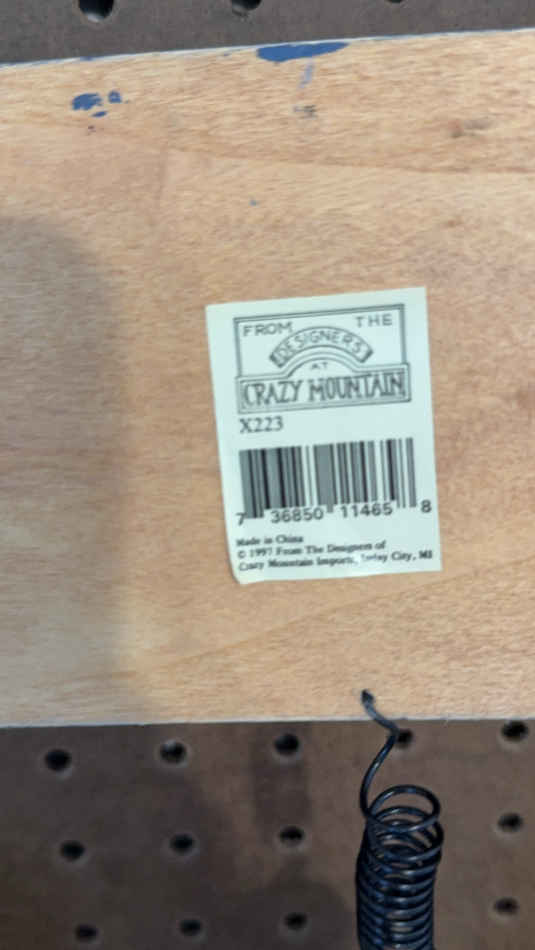 FROM THE
DESIGNERS
AT
CRAZY MOUNTAIN
X223
7 36850 11465 8
Made in China
© 1997 From The Designers of
Crazy Mountain Imports, Imlay City, MI